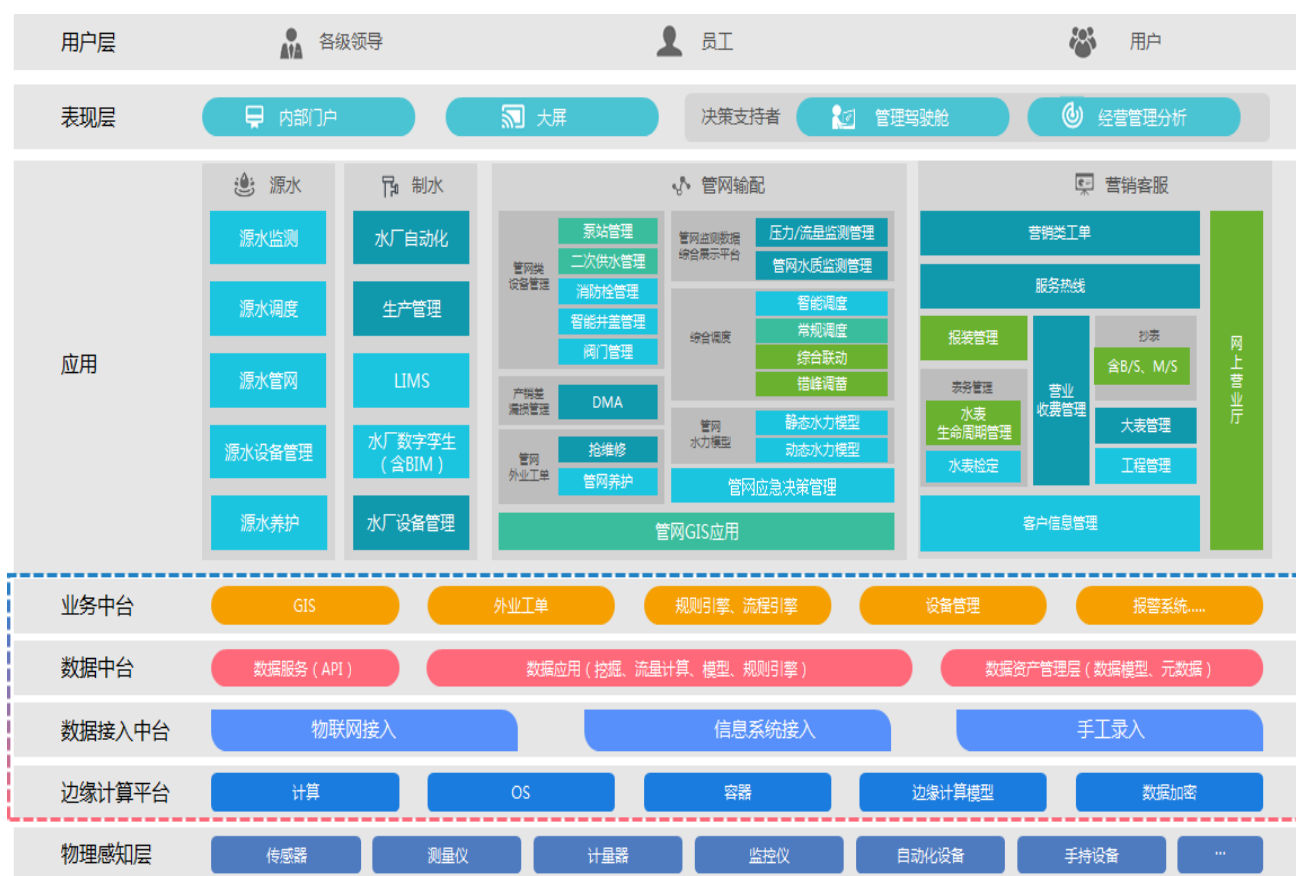 用户层
各级领导
员工
用户
表现层
内部门户
大屏
决策支持者
管理驾驶舱
经营管理分析
应用
源水
源水监测
源水调度
源水管网
源水设备管理
源水养护
制水
水厂自动化
生产管理
LIMS
水厂数字孪生
（含BIM）
水厂设备管理
管网输配
管网类
设备管理
泵站管理
二次供水管理
消防栓管理
智能井盖管理
阀门管理
产销差
漏损管理
DMA
管网
外业工单
抢维修
管网养护
管网监测数据
综合展示平台
压力/流量监测管理
管网水质监测管理
综合调度
智能调度
常规调度
综合联动
错峰调蓄
管网
水力模型
静态水力模型
动态水力模型
管网应急决策管理
管网GIS应用
营销客服
营销类工单
服务热线
报装管理
表务管理
水表
生命周期管理
水表检定
营业
收费管理
抄表
含B/S、M/S
大表管理
工程管理
客户信息管理
网上营业厅
业务中台
GIS
外业工单
规则引擎、流程引擎
设备管理
报警系统.....
数据中台
数据服务（API）
数据应用（挖掘、流量计算、模型、规则引擎）
数据资产管理层（数据模型、元数据）
数据接入中台
物联网接入
信息系统接入
手工录入
边缘计算平台
计算
OS
容器
边缘计算模型
数据加密
物理感知层
传感器
测量仪
计量器
监控仪
自动化设备
手持设备
...